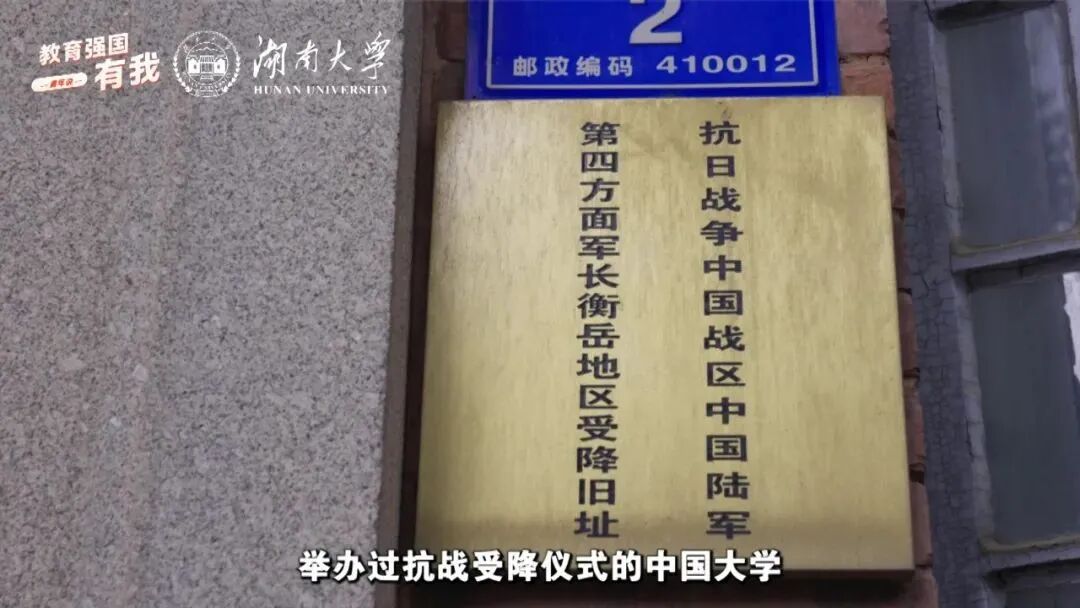 教育强国
有我
湖南大学
HUNAN UNIVERSITY
2
邮政编码 410012
抗日战争中国战区中国陆军
第四方面军长衡岳地区受降旧址
举办过抗战受降仪式的中国大学